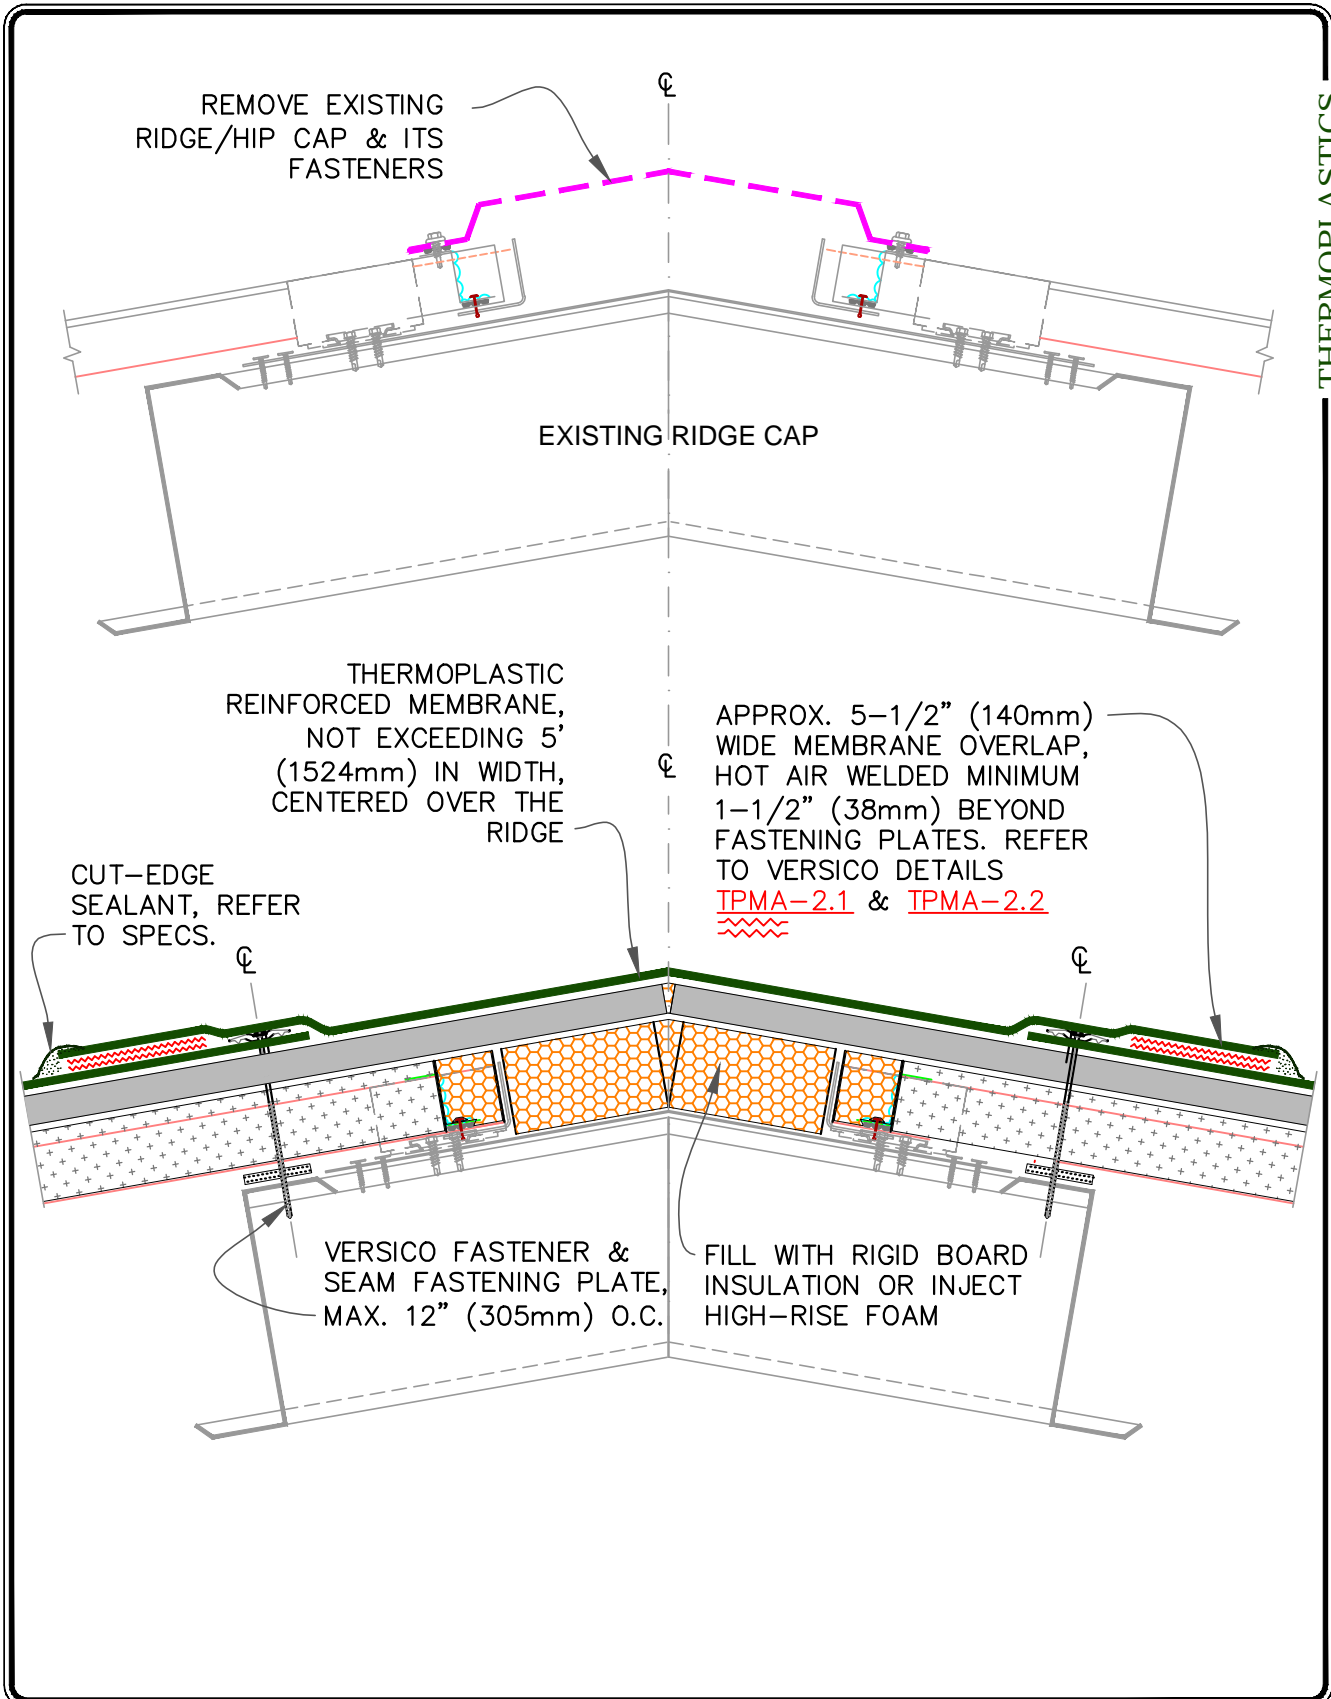 ℄
REMOVE EXISTING
RIDGE/HIP CAP & ITS
FASTENERS
THERMOPLASTICS
EXISTING RIDGE CAP
THERMOPLASTIC
REINFORCED MEMBRANE,
NOT EXCEEDING 5'
(1524mm) IN WIDTH,
CENTERED OVER THE
RIDGE
℄
APPROX. 5-1/2" (140mm)
WIDE MEMBRANE OVERLAP,
HOT AIR WELDED MINIMUM
1-1/2" (38mm) BEYOND
FASTENING PLATES. REFER
TO VERSICO DETAILS
TPMA-2.1 & TPMA-2.2
CUT-EDGE
SEALANT, REFER
TO SPECS.
℄
℄
VERSICO FASTENER &
SEAM FASTENING PLATE,
MAX. 12" (305mm) O.C.
FILL WITH RIGID BOARD
INSULATION OR INJECT
HIGH-RISE FOAM